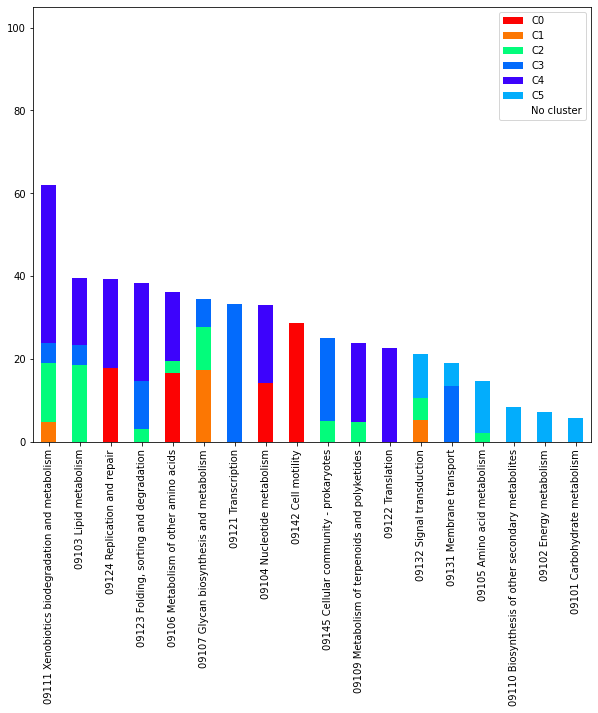 100
80
60
40
20
0
C0
C1
C2
C3
C4
C5
No cluster
09111 Xenobiotics biodegradation and metabolism
09103 Lipid metabolism
09124 Replication and repair
09123 Folding, sorting and degradation
09106 Metabolism of other amino acids
09107 Glycan biosynthesis and metabolism
09121 Transcription
09104 Nucleotide metabolism
09142 Cell motility
09145 Cellular community - prokaryotes
09109 Metabolism of terpenoids and polyketides
09122 Translation
09132 Signal transduction
09131 Membrane transport
09105 Amino acid metabolism
09110 Biosynthesis of other secondary metabolites
09102 Energy metabolism
09101 Carbohydrate metabolism